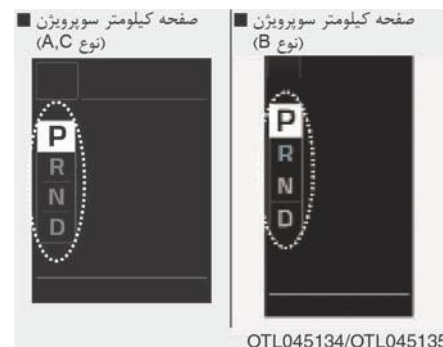 صفحه کیلومتر سوپرویژن ■
(نوع B)
P
R
N
D
صفحه کیلومتر سوپرویژن ■
(نوع A,C)
P
R
N
D
OTL045134/OTL045135